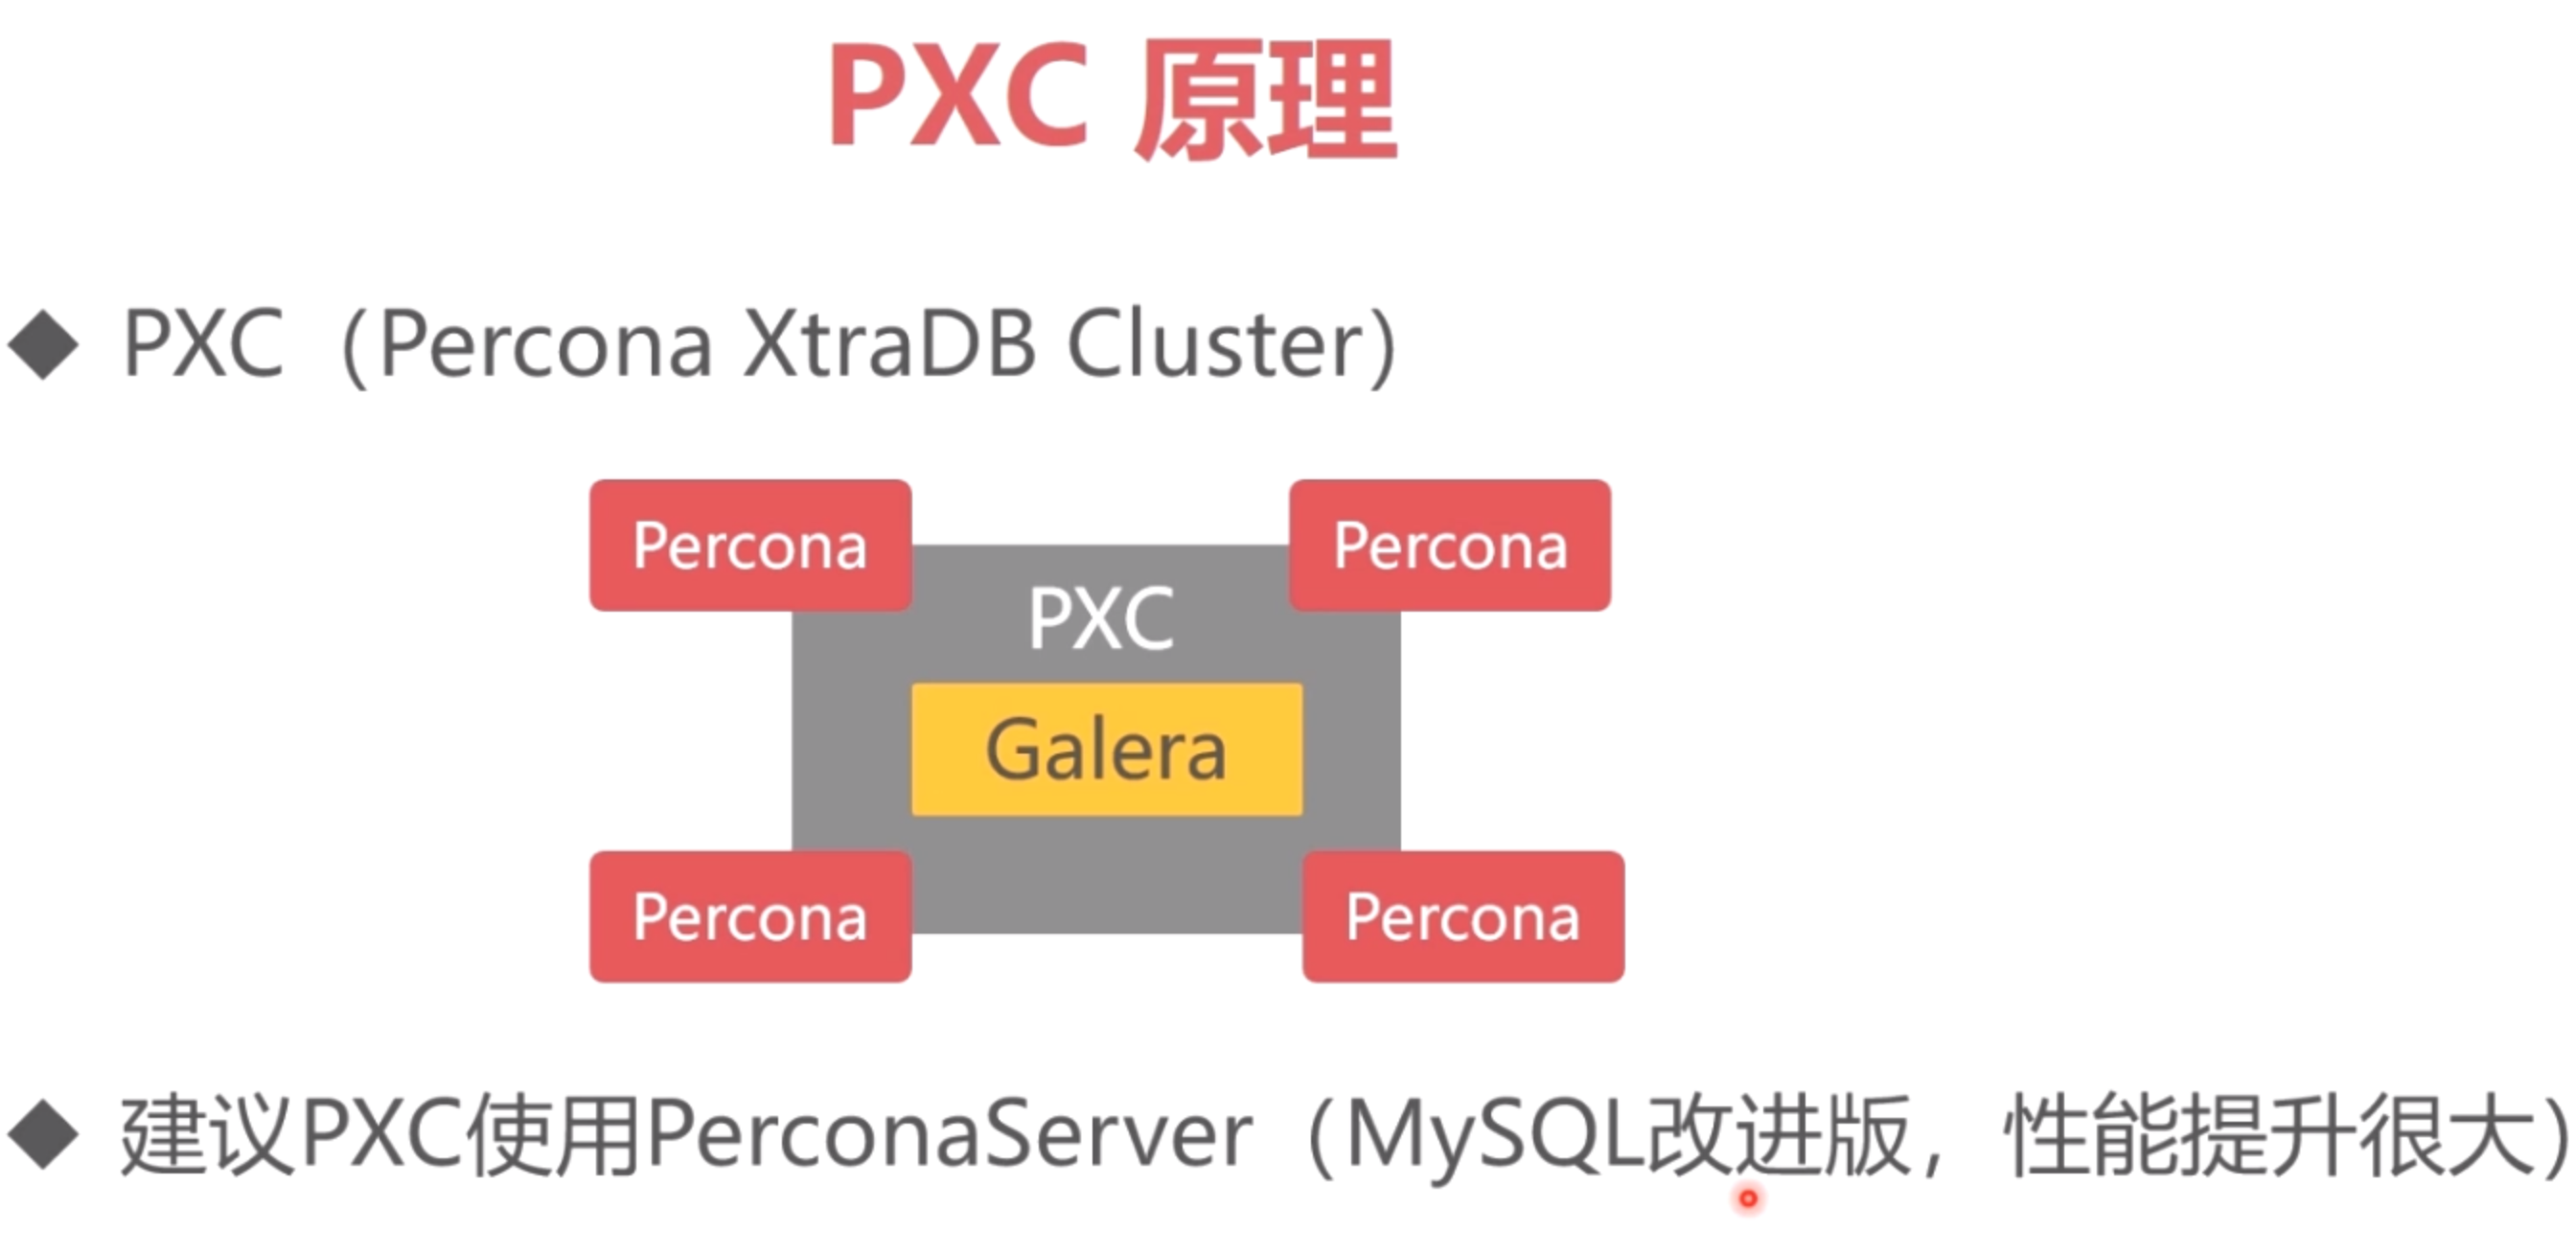 PXC 原理
PXC（Percona XtraDB Cluster）
Percona
Percona
PXC
Galera
Percona
Percona
建议PXC使用PerconaServer（MySQL改进版，性能提升很大）